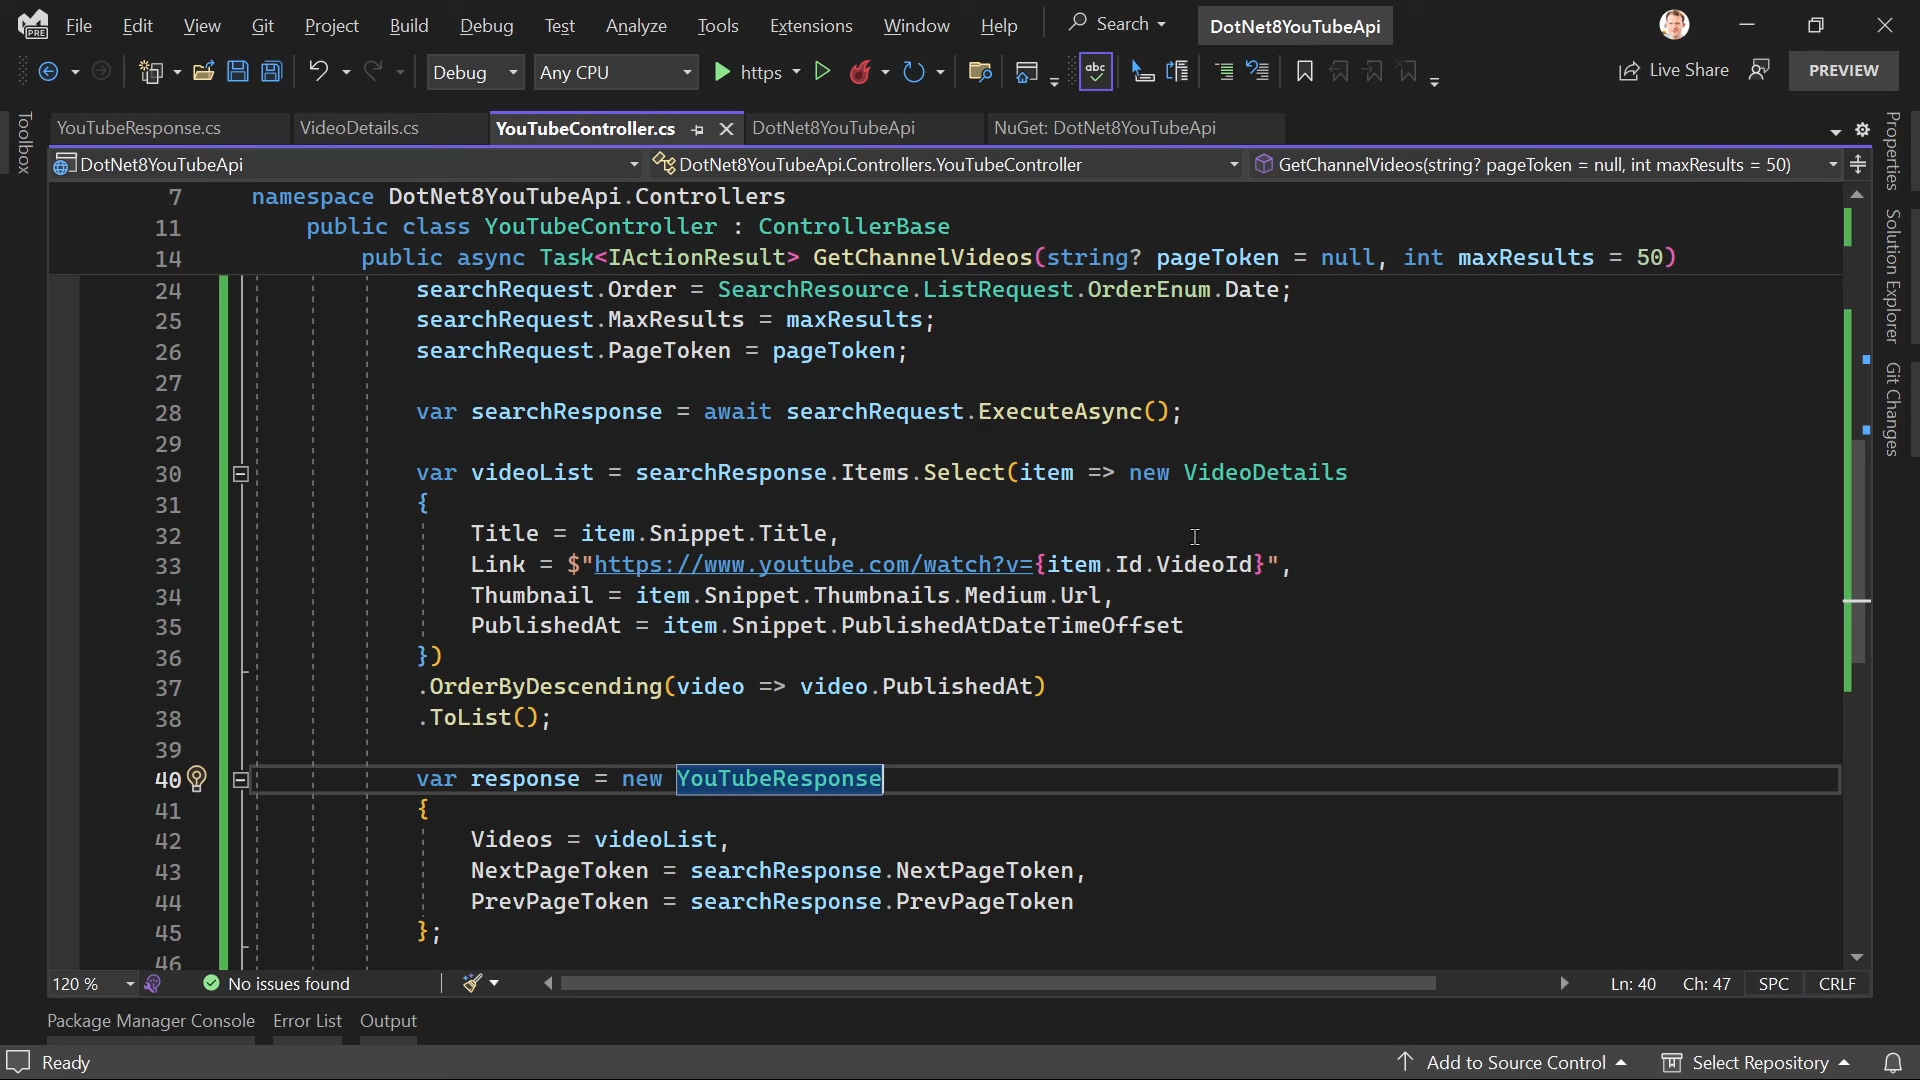 PRE File Edit View Git Project Build Debug Test Analyze Tools Extensions Window Help Search DotNet8YouTubeApi
Debug Any CPU https abc Live Share PREVIEW
Toolbox
YouTubeResponse.cs VideoDetails.cs YouTubeController.cs DotNet8YouTubeApi NuGet: DotNet8YouTubeApi
DotNet8YouTubeApi DotNet8YouTubeApi.Controllers.YouTubeController GetChannelVideos(string? pageToken = null, int maxResults = 50)
7 namespace DotNet8YouTubeApi.Controllers
11 public class YouTubeController : ControllerBase
14 public async Task<IActionResult> GetChannelVideos(string? pageToken = null, int maxResults = 50)
24 searchRequest.Order = SearchResource.ListRequest.OrderEnum.Date;
25 searchRequest.MaxResults = maxResults;
26 searchRequest.PageToken = pageToken;
27
28 var searchResponse = await searchRequest.ExecuteAsync();
29
30 var videoList = searchResponse.Items.Select(item => new VideoDetails
31 {
32 Title = item.Snippet.Title,
33 Link = $"https://www.youtube.com/watch?v={item.Id.VideoId}",
34 Thumbnail = item.Snippet.Thumbnails.Medium.Url,
35 PublishedAt = item.Snippet.PublishedAtDateTimeOffset
36 })
37 .OrderByDescending(video => video.PublishedAt)
38 .ToList();
39
40 var response = new YouTubeResponse
41 {
42 Videos = videoList,
43 NextPageToken = searchResponse.NextPageToken,
44 PrevPageToken = searchResponse.PrevPageToken
45 };
46
Properties
Solution Explorer
Git Changes
120 % No issues found Ln: 40 Ch: 47 SPC CRLF
Package Manager Console Error List Output
Ready Add to Source Control Select Repository